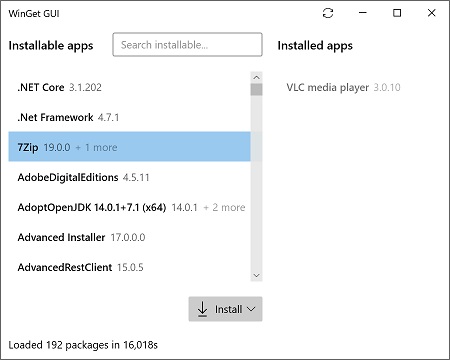 WinGet GUI
Installable apps
Search installable...
Installed apps
.NET Core 3.1.202
.Net Framework 4.7.1
7Zip 19.0.0 + 1 more
AdobeDigitalEditions 4.5.11
AdoptOpenJDK 14.0.1+7.1 (x64) 14.0.1 + 2 more
Advanced Installer 17.0.0.0
AdvancedRestClient 15.0.5
VLC media player 3.0.10
Install
Loaded 192 packages in 16,018s